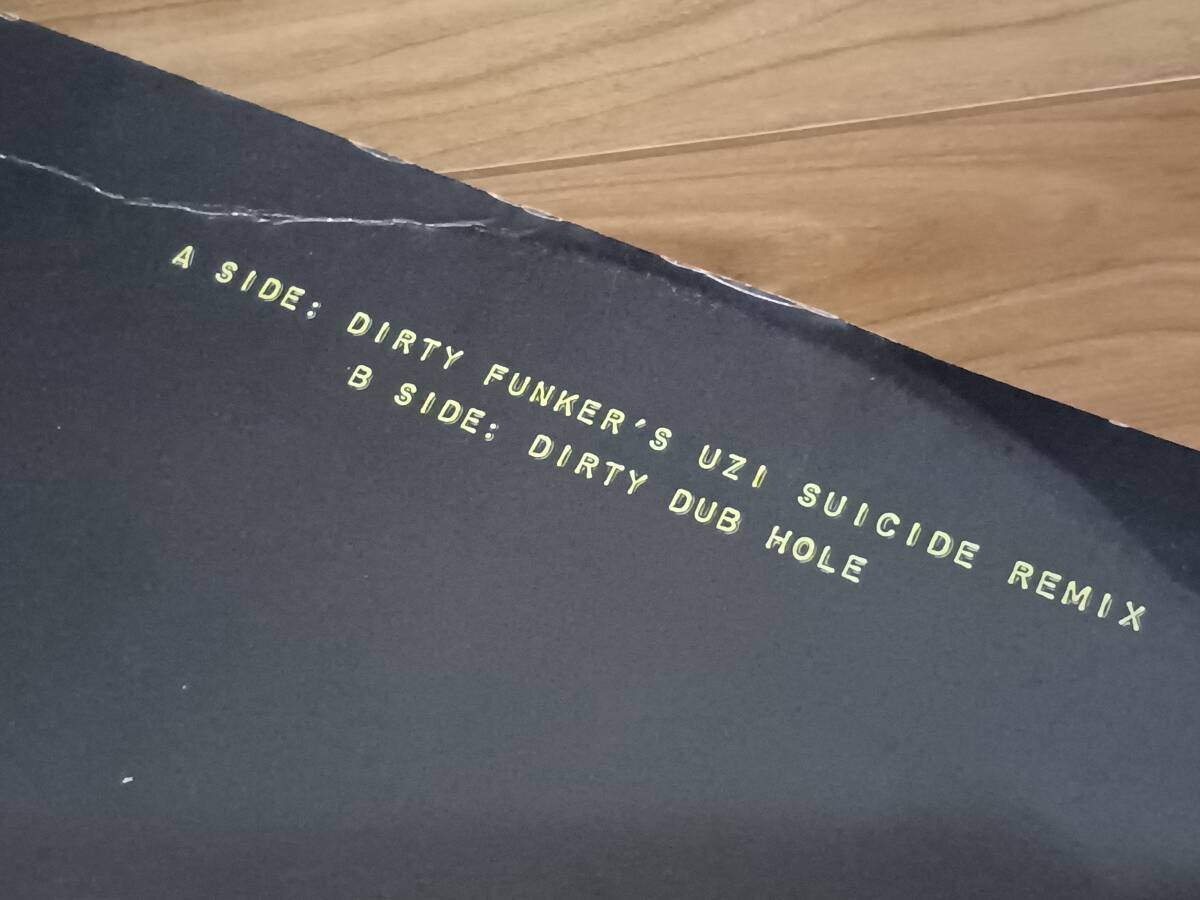 A SIDE: DIRTY FUNKER'S UZI SUICIDE REMIX
B SIDE: DIRTY DUB HOLE